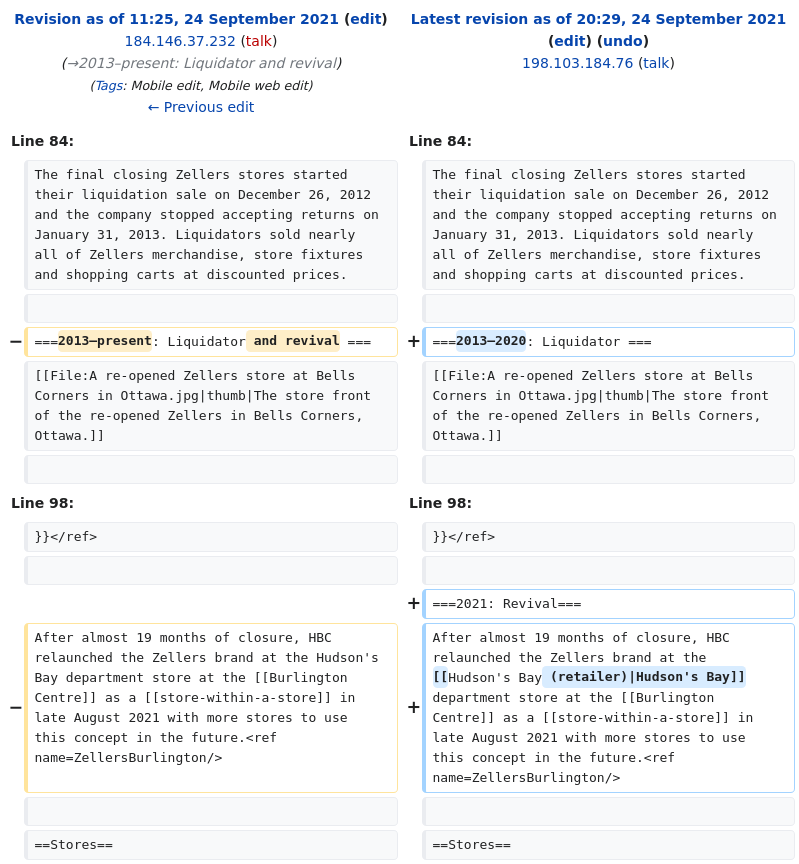 Revision as of 11:25, 24 September 2021 (edit)
184.146.37.232 (talk)
(→2013–present: Liquidator and revival)
(Tags: Mobile edit, Mobile web edit)
← Previous edit
Latest revision as of 20:29, 24 September 2021
(edit) (undo)
198.103.184.76 (talk)
Line 84:
Line 84:
The final closing Zellers stores started
their liquidation sale on December 26, 2012
and the company stopped accepting returns on
January 31, 2013. Liquidators sold nearly
all of Zellers merchandise, store fixtures
and shopping carts at discounted prices.
The final closing Zellers stores started
their liquidation sale on December 26, 2012
and the company stopped accepting returns on
January 31, 2013. Liquidators sold nearly
all of Zellers merchandise, store fixtures
and shopping carts at discounted prices.
− ===2013–present: Liquidator and revival ===
+ ===2013–2020: Liquidator ===
[[File:A re-opened Zellers store at Bells
Corners in Ottawa.jpg|thumb|The store front
of the re-opened Zellers in Bells Corners,
Ottawa.]]
[[File:A re-opened Zellers store at Bells
Corners in Ottawa.jpg|thumb|The store front
of the re-opened Zellers in Bells Corners,
Ottawa.]]
Line 98:
Line 98:
}}</ref>
}}</ref>
+ ===2021: Revival===
After almost 19 months of closure, HBC
relaunched the Zellers brand at the Hudson's
Bay department store at the [[Burlington
Centre]] as a [[store-within-a-store]] in
− late August 2021 with more stores to use
this concept in the future.<ref
name=ZellersBurlington/>
After almost 19 months of closure, HBC
relaunched the Zellers brand at the
[[Hudson's Bay (retailer)|Hudson's Bay]]
department store at the [[Burlington
+ Centre]] as a [[store-within-a-store]] in
late August 2021 with more stores to use
this concept in the future.<ref
name=ZellersBurlington/>
==Stores==
==Stores==